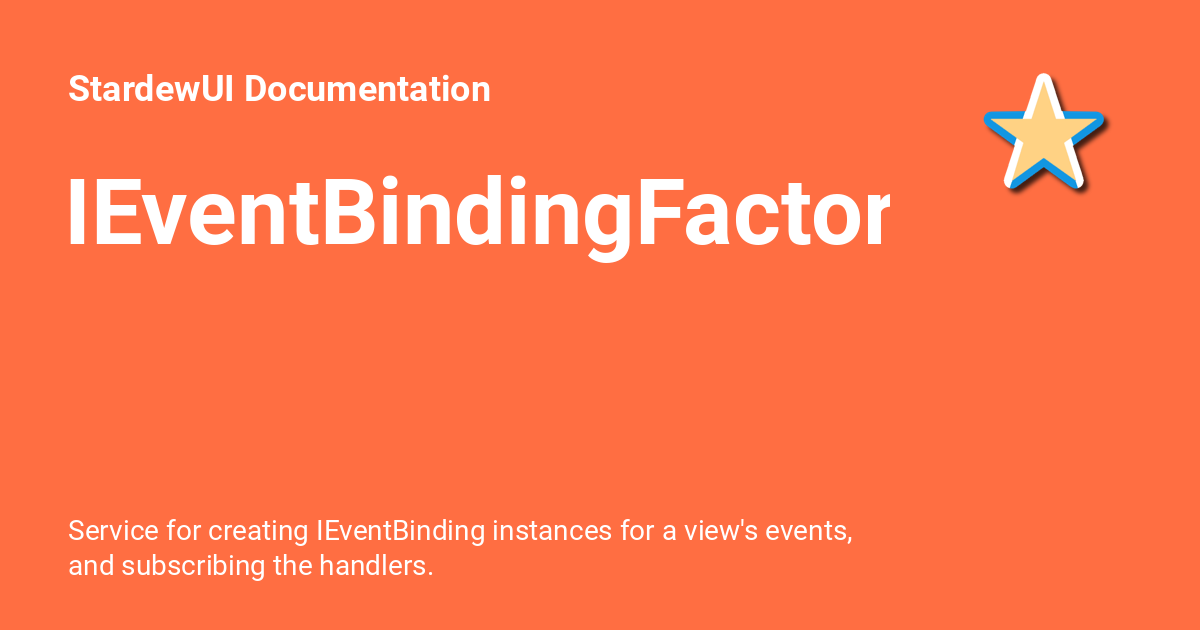 StardewUI Documentation
IEventBindingFactor
Service for creating IEventBinding instances for a view's events,
and subscribing the handlers.